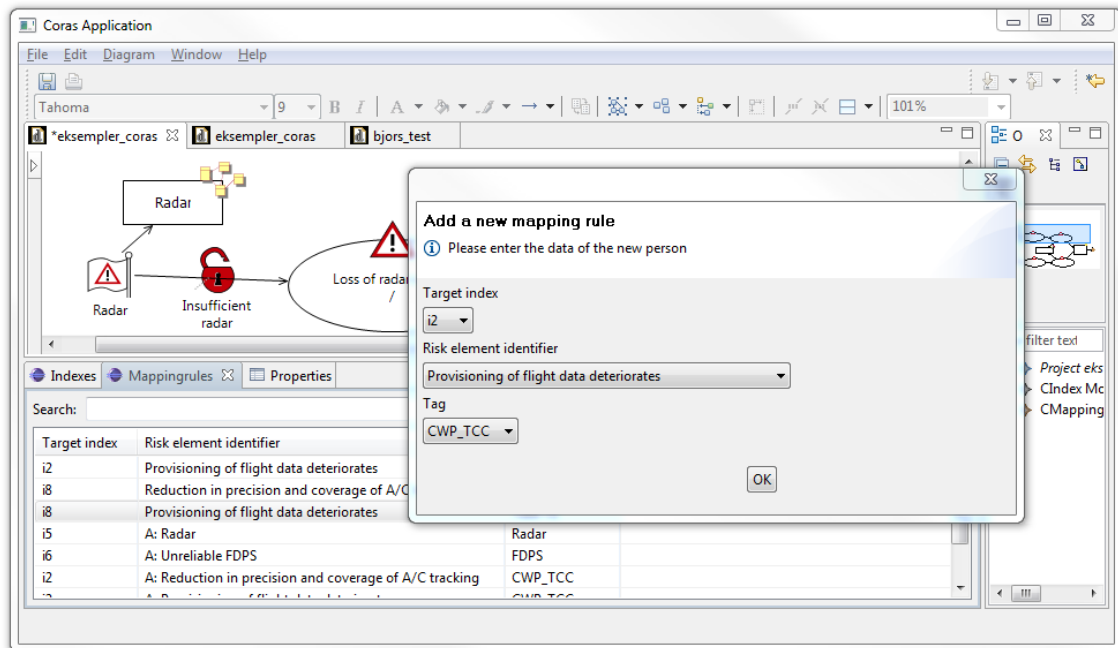 Coras Application
File Edit Diagram Window Help
Tahoma 9 B I A 101%
*eksempler_coras eksempler_coras bjors_test O
Radar
Loss of radar
/
Radar
Insufficient
radar
Add a new mapping rule
Please enter the data of the new person
Target index
i2
Risk element identifier
Provisioning of flight data deteriorates
Tag
CWP_TCC
OK
filter text
Project eks
CIndex Mc
CMapping
Indexes Mappingrules Properties
Search:
Target index Risk element identifier
i2 Provisioning of flight data deteriorates
i8 Reduction in precision and coverage of A/C
i8 Provisioning of flight data deteriorates
i5 A: Radar Radar
i6 A: Unreliable FDPS FDPS
i2 A: Reduction in precision and coverage of A/C tracking CWP_TCC